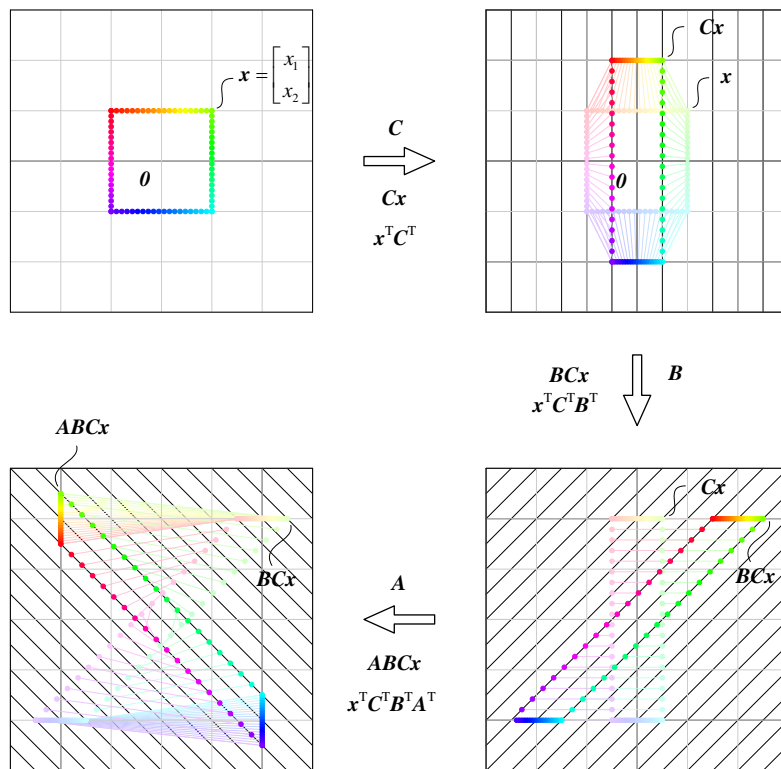 Cx
x = [x₁
x₂]
x
C
0
Cx
0
xᵀCᵀ
BCx
B
xᵀCᵀBᵀ
ABCx
Cx
BCx
A
BCx
ABCx
xᵀCᵀBᵀAᵀ